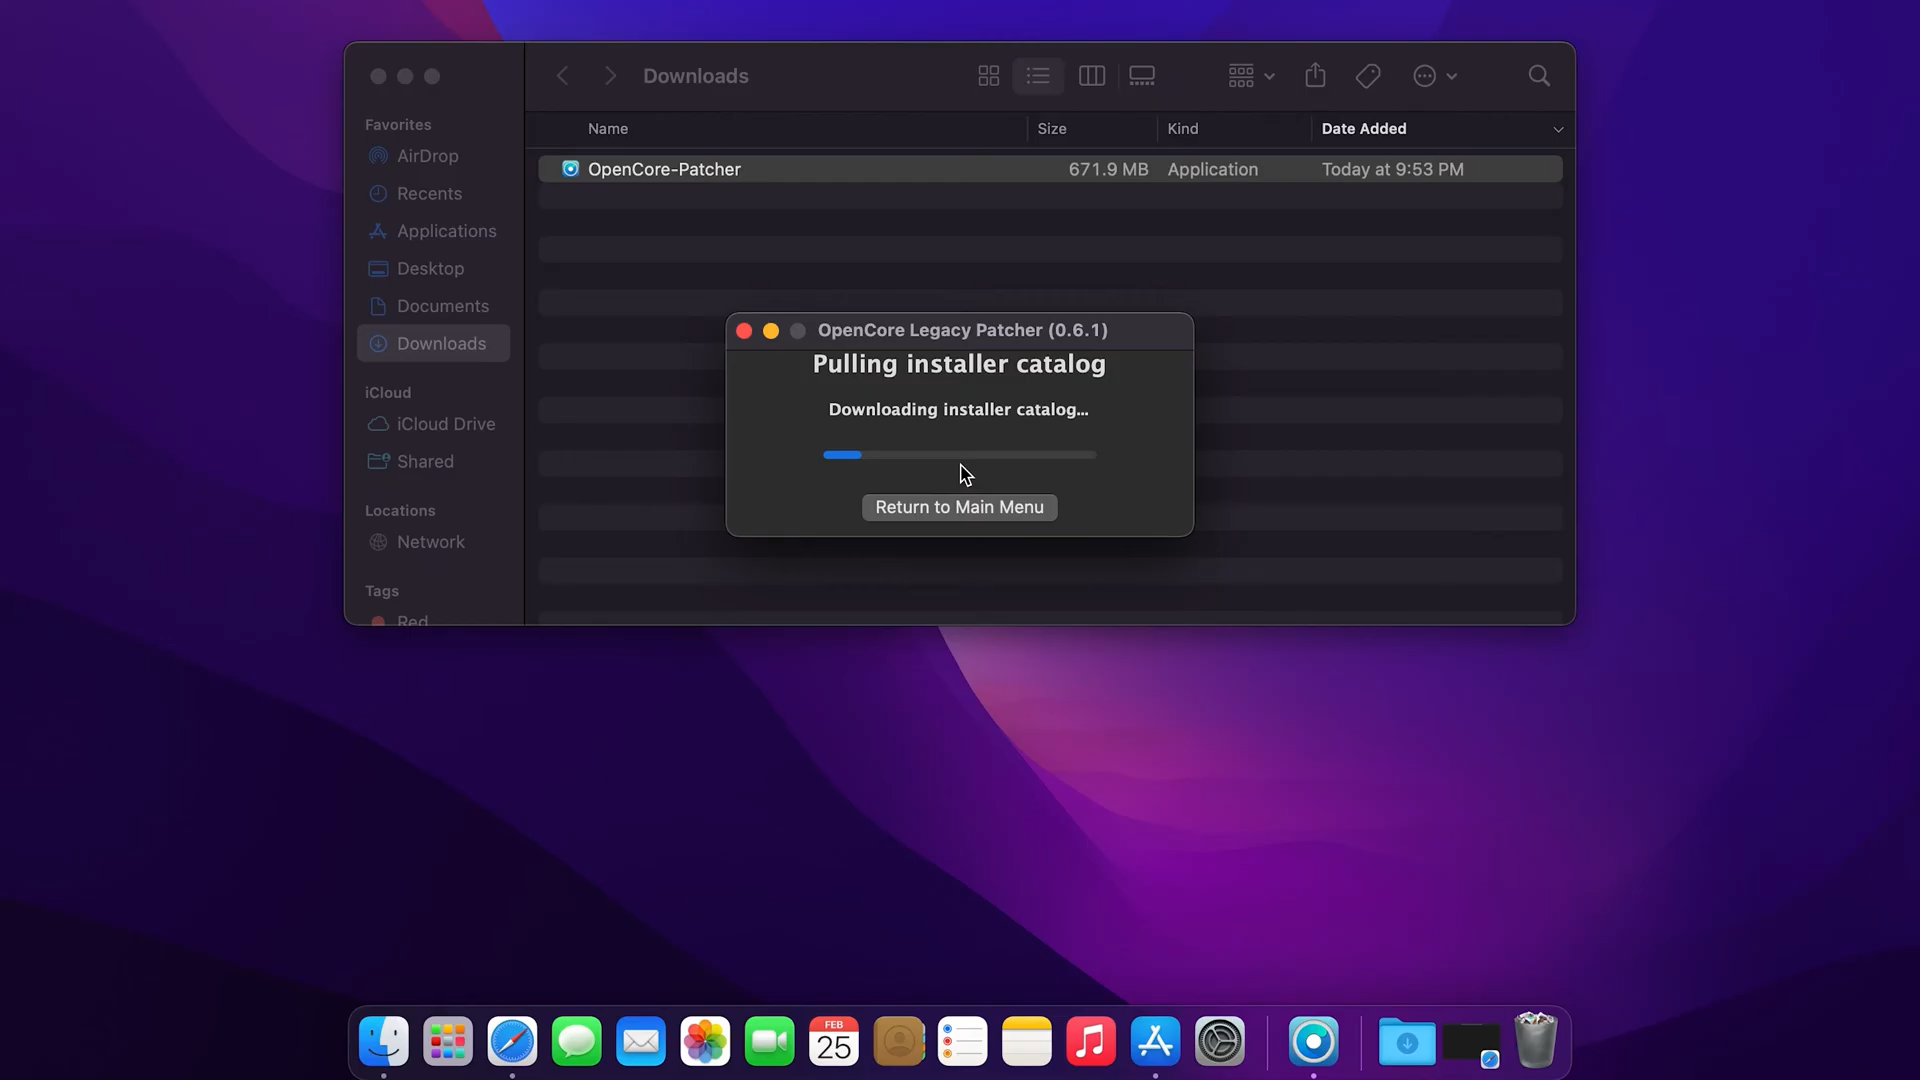 Downloads
Favorites
AirDrop
Recents
Applications
Desktop
Documents
Downloads
iCloud
iCloud Drive
Shared
Locations
Network
Tags
Red
Name Size Kind Date Added
OpenCore-Patcher 671.9 MB Application Today at 9:53 PM
OpenCore Legacy Patcher (0.6.1)
Pulling installer catalog
Downloading installer catalog...
Return to Main Menu
FEB
25